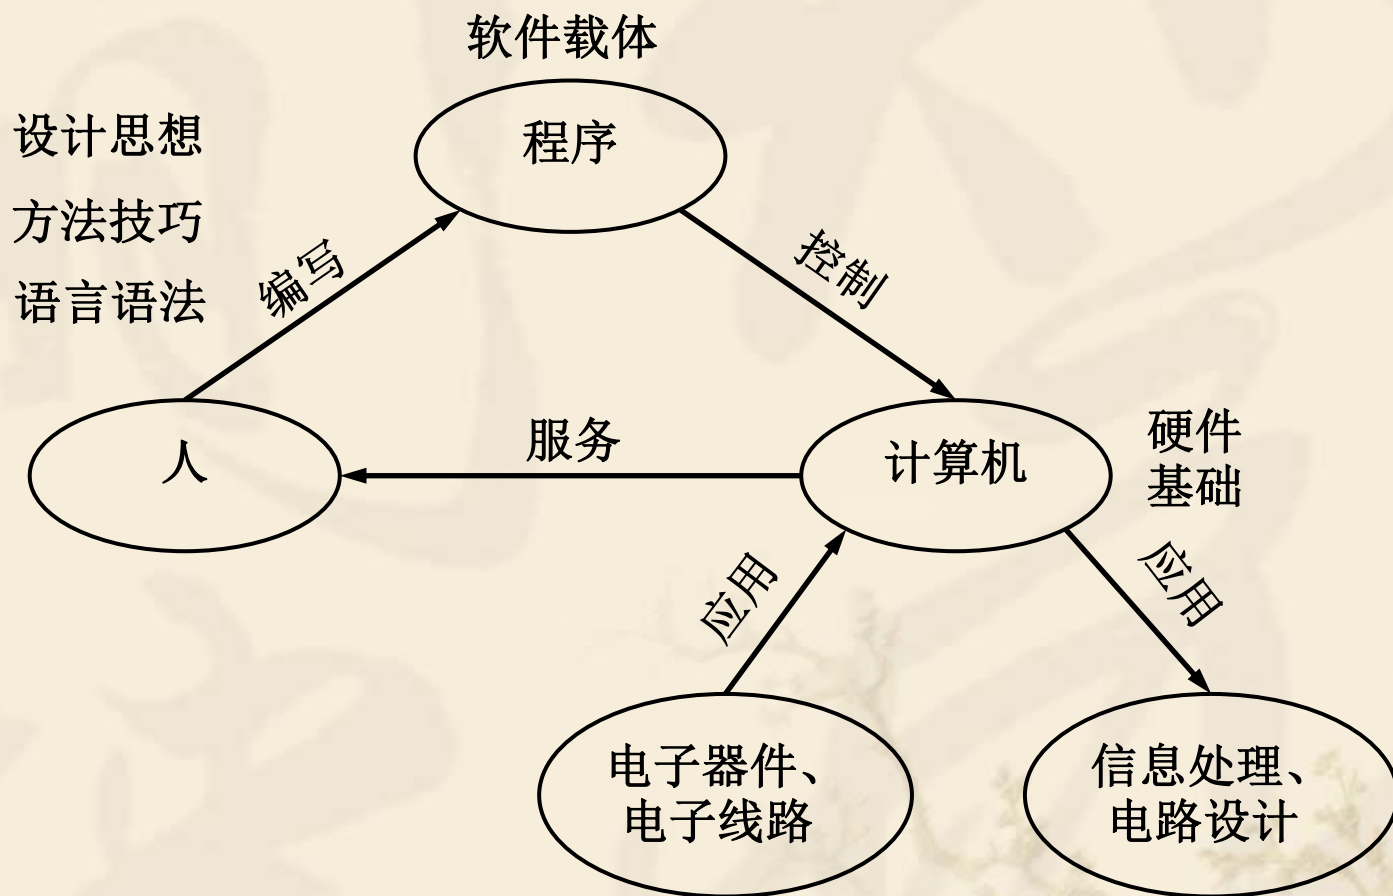 软件载体
程序
设计思想
方法技巧
语言语法
编写
控制
人
服务
计算机
硬件
基础
应用
应用
电子器件、
电子线路
信息处理、
电路设计